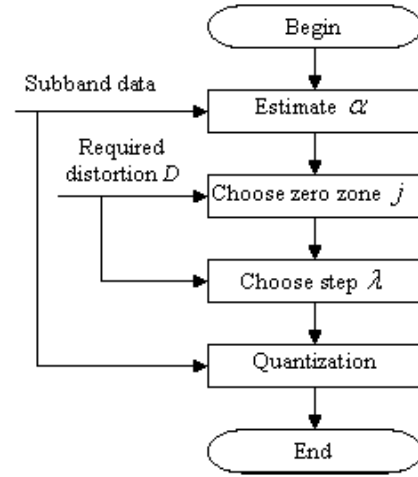 Begin
Subband data
Estimate α
Required
distortion D
Choose zero zone j
Choose step λ
Quantization
End